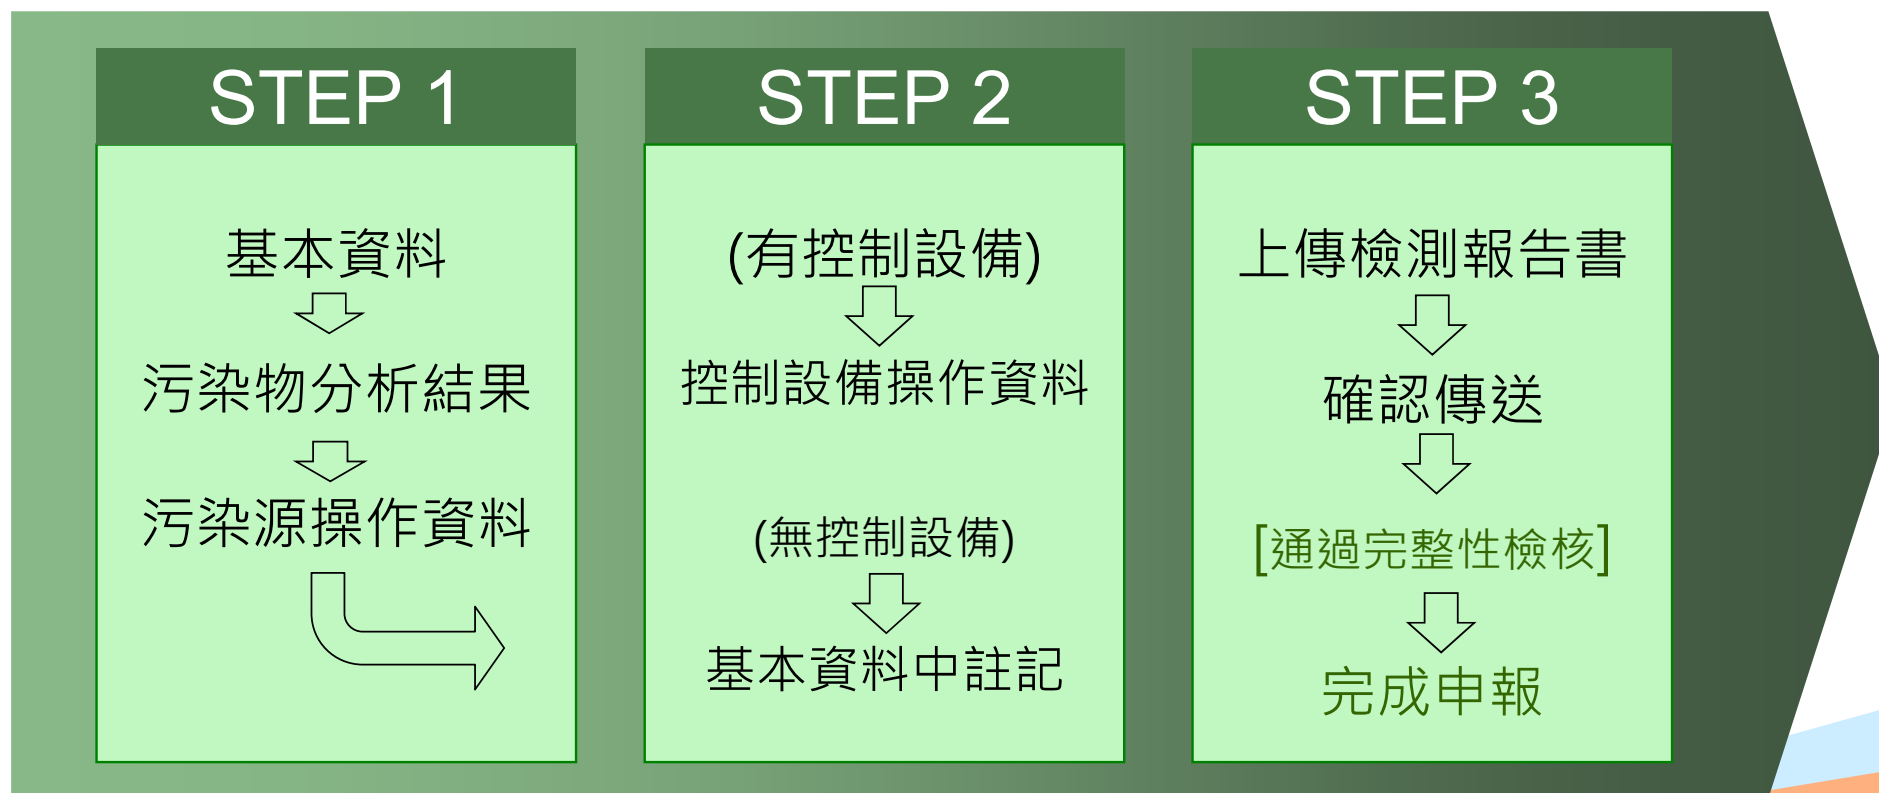 STEP 1
基本資料
污染物分析結果
污染源操作資料
STEP 2
(有控制設備)
控制設備操作資料
(無控制設備)
基本資料中註記
STEP 3
上傳檢測報告書
確認傳送
[通過完整性檢核]
完成申報